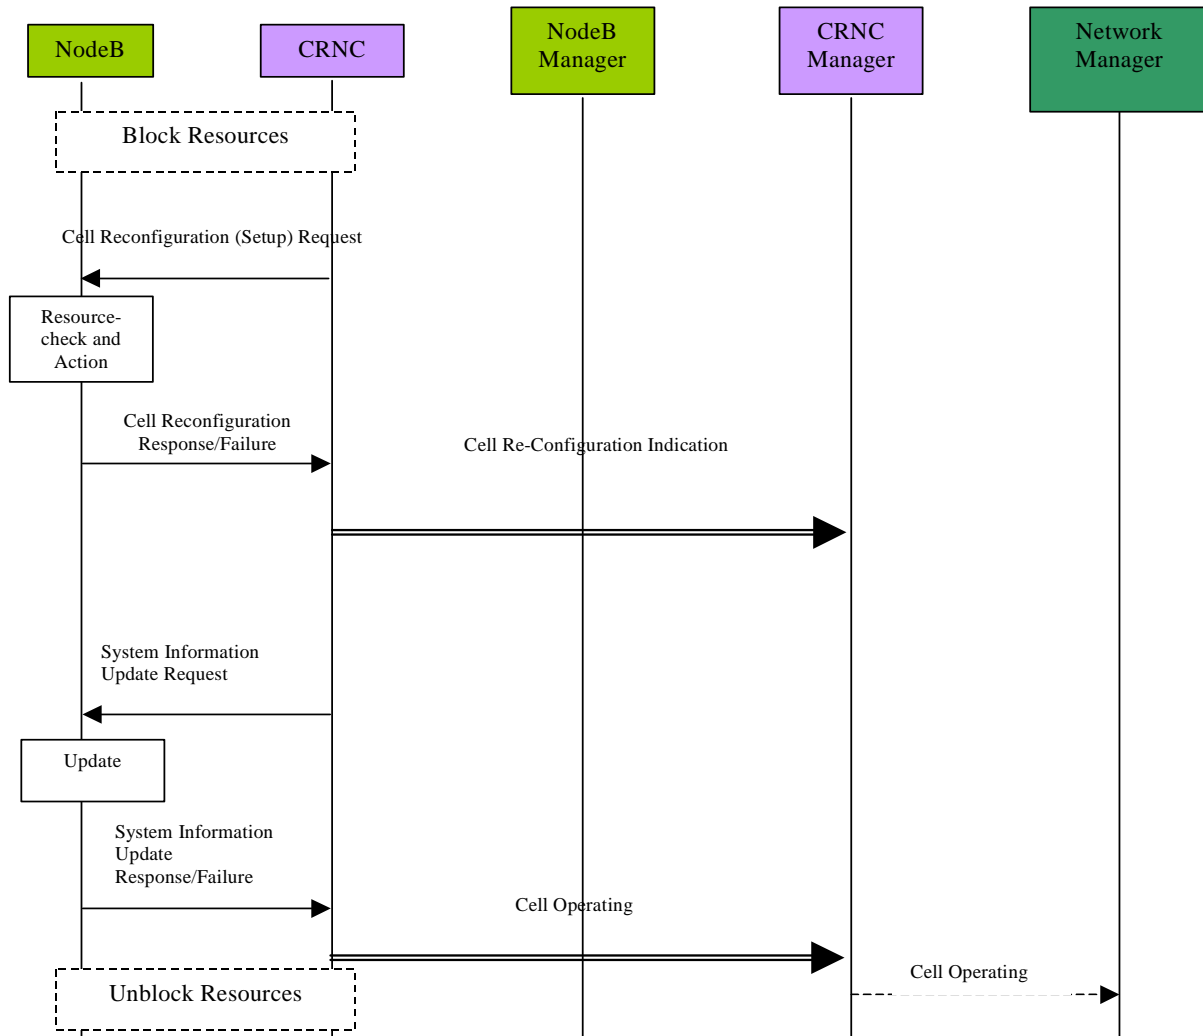 NodeB
CRNC
NodeB
Manager
CRNC
Manager
Network
Manager
Block Resources
Cell Reconfiguration (Setup) Request
Resource-
check and
Action
Cell Reconfiguration
Response/Failure
Cell Re-Configuration Indication
System Information
Update Request
Update
System Information
Update
Response/Failure
Cell Operating
Cell Operating
Unblock Resources